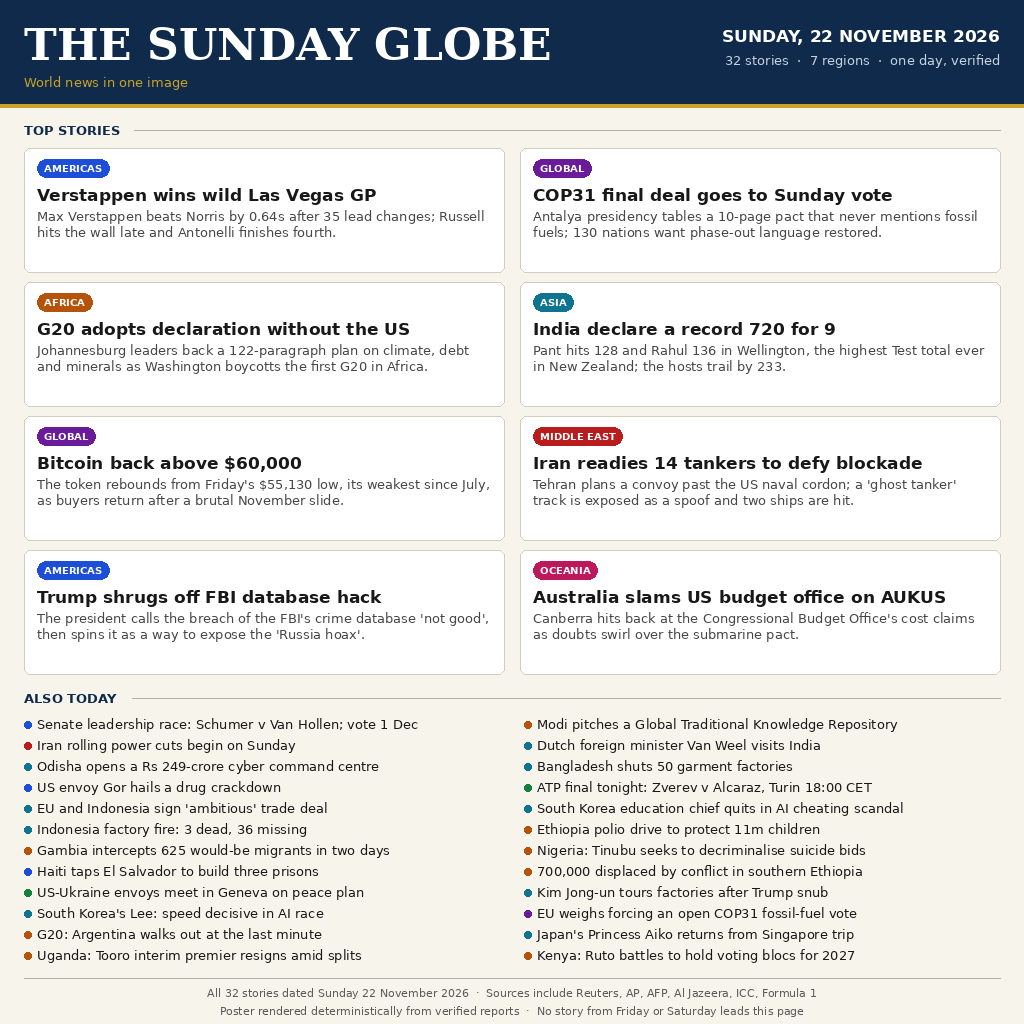 THE SUNDAY GLOBE
World news in one image
SUNDAY, 22 NOVEMBER 2026
32 stories · 7 regions · one day, verified
TOP STORIES
AMERICAS
Verstappen wins wild Las Vegas GP
Max Verstappen beats Norris by 0.64s after 35 lead changes; Russell
hits the wall late and Antonelli finishes fourth.
GLOBAL
COP31 final deal goes to Sunday vote
Antalya presidency tables a 10-page pact that never mentions fossil
fuels; 130 nations want phase-out language restored.
AFRICA
G20 adopts declaration without the US
Johannesburg leaders back a 122-paragraph plan on climate, debt
and minerals as Washington boycotts the first G20 in Africa.
ASIA
India declare a record 720 for 9
Pant hits 128 and Rahul 136 in Wellington, the highest Test total ever
in New Zealand; the hosts trail by 233.
GLOBAL
Bitcoin back above $60,000
The token rebounds from Friday's $55,130 low, its weakest since July,
as buyers return after a brutal November slide.
MIDDLE EAST
Iran readies 14 tankers to defy blockade
Tehran plans a convoy past the US naval cordon; a 'ghost tanker'
track is exposed as a spoof and two ships are hit.
AMERICAS
Trump shrugs off FBI database hack
The president calls the breach of the FBI's crime database 'not good',
then spins it as a way to expose the 'Russia hoax'.
OCEANIA
Australia slams US budget office on AUKUS
Canberra hits back at the Congressional Budget Office's cost claims
as doubts swirl over the submarine pact.
ALSO TODAY
Senate leadership race: Schumer v Van Hollen; vote 1 Dec
Iran rolling power cuts begin on Sunday
Odisha opens a Rs 249-crore cyber command centre
US envoy Gor hails a drug crackdown
EU and Indonesia sign 'ambitious' trade deal
Indonesia factory fire: 3 dead, 36 missing
Gambia intercepts 625 would-be migrants in two days
Haiti taps El Salvador to build three prisons
US-Ukraine envoys meet in Geneva on peace plan
South Korea's Lee: speed decisive in AI race
G20: Argentina walks out at the last minute
Uganda: Tooro interim premier resigns amid splits
Modi pitches a Global Traditional Knowledge Repository
Dutch foreign minister Van Weel visits India
Bangladesh shuts 50 garment factories
ATP final tonight: Zverev v Alcaraz, Turin 18:00 CET
South Korea education chief quits in AI cheating scandal
Ethiopia polio drive to protect 11m children
Nigeria: Tinubu seeks to decriminalise suicide bids
700,000 displaced by conflict in southern Ethiopia
Kim Jong-un tours factories after Trump snub
EU weighs forcing an open COP31 fossil-fuel vote
Japan's Princess Aiko returns from Singapore trip
Kenya: Ruto battles to hold voting blocs for 2027
All 32 stories dated Sunday 22 November 2026 · Sources include Reuters, AP, AFP, Al Jazeera, ICC, Formula 1
Poster rendered deterministically from verified reports · No story from Friday or Saturday leads this page